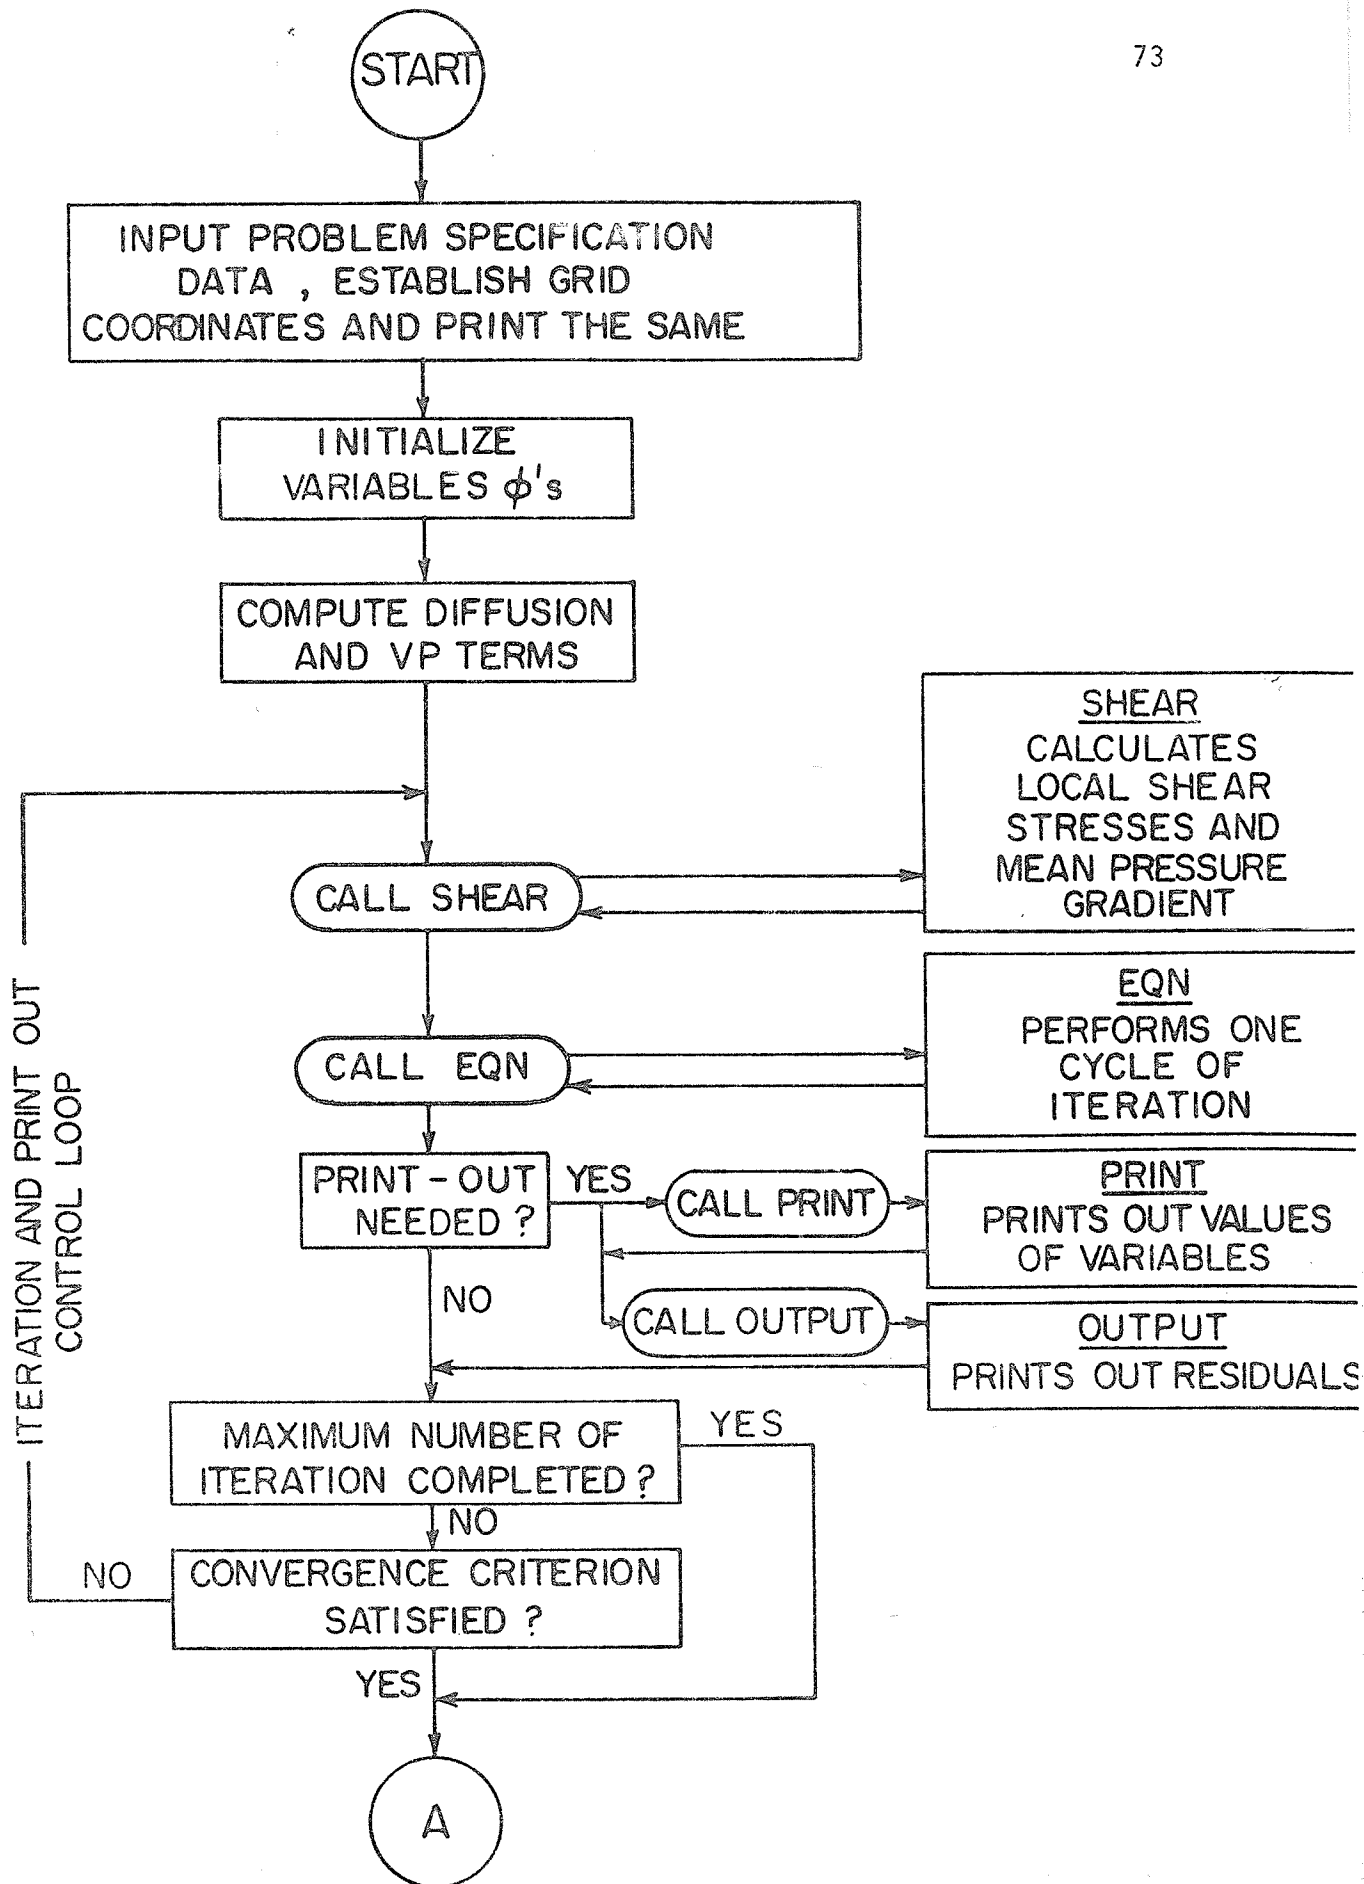 73
START
INPUT PROBLEM SPECIFICATION
DATA , ESTABLISH GRID
COORDINATES AND PRINT THE SAME
INITIALIZE
VARIABLES ϕ's
COMPUTE DIFFUSION
AND VP TERMS
SHEAR
CALCULATES
LOCAL SHEAR
STRESSES AND
MEAN PRESSURE
GRADIENT
CALL SHEAR
EQN
PERFORMS ONE
CYCLE OF
ITERATION
CALL EQN
ITERATION AND PRINT OUT
CONTROL LOOP
PRINT - OUT
NEEDED ?
YES
CALL PRINT
PRINT
PRINTS OUT VALUES
OF VARIABLES
NO
CALL OUTPUT
OUTPUT
PRINTS OUT RESIDUALS
MAXIMUM NUMBER OF
ITERATION COMPLETED ?
YES
NO
CONVERGENCE CRITERION
SATISFIED ?
NO
YES
A